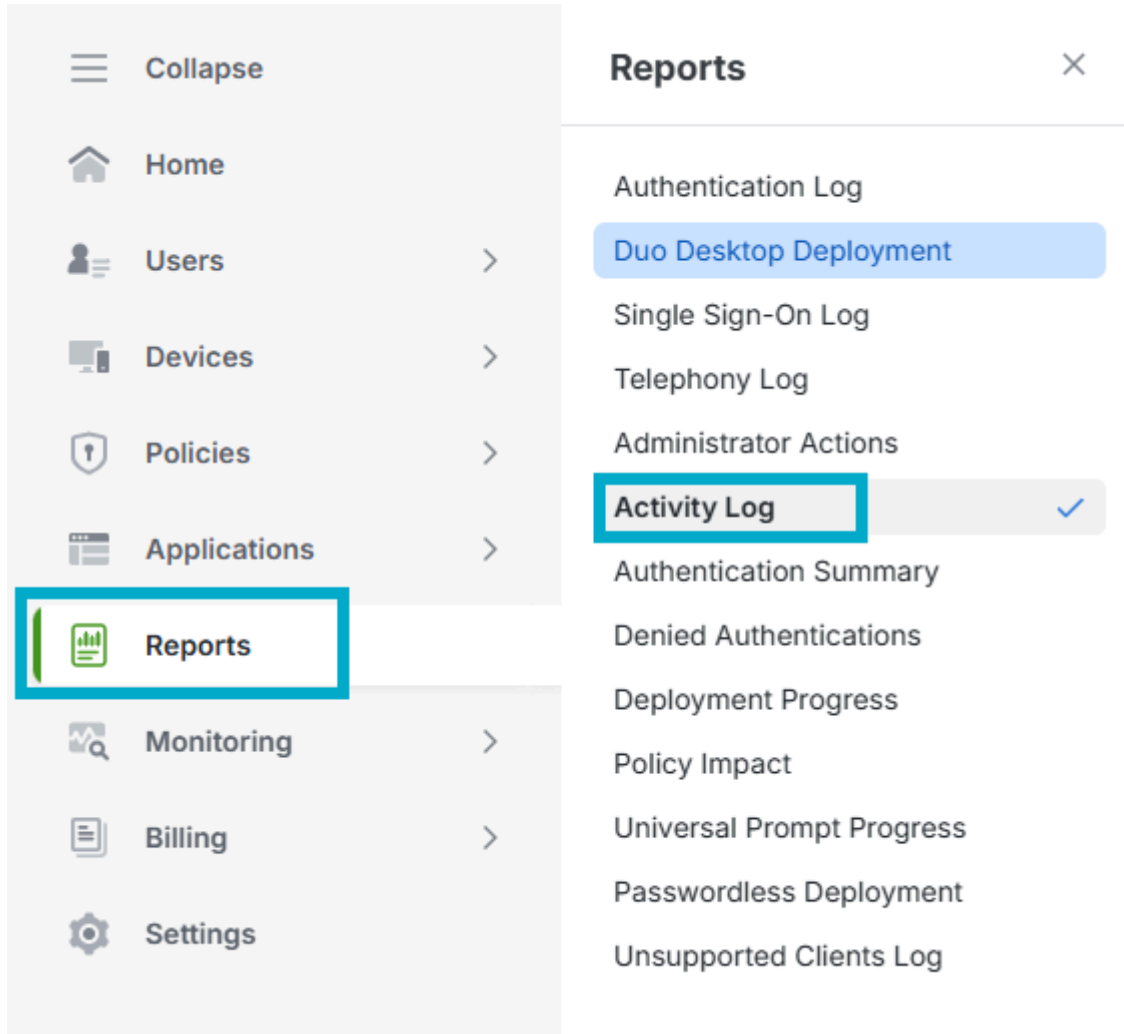 Collapse
Home
Users
Devices
Policies
Applications
Reports
Monitoring
Billing
Settings
Reports
Authentication Log
Duo Desktop Deployment
Single Sign-On Log
Telephony Log
Administrator Actions
Activity Log
Authentication Summary
Denied Authentications
Deployment Progress
Policy Impact
Universal Prompt Progress
Passwordless Deployment
Unsupported Clients Log